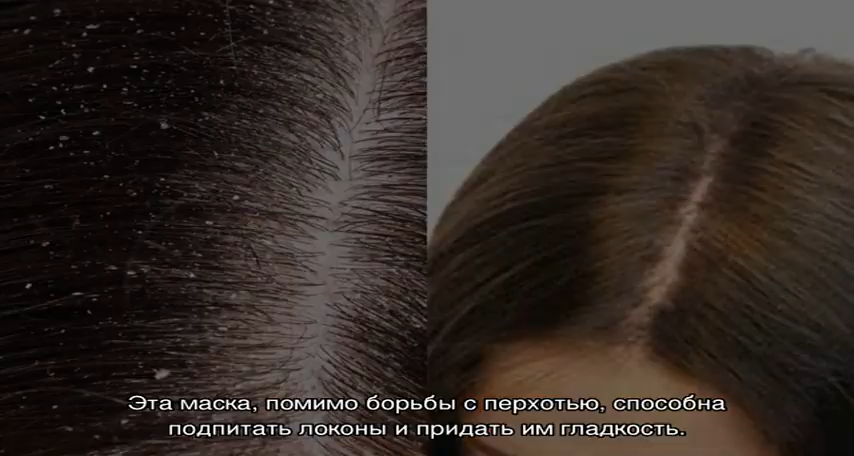 Эта маска, помимо борьбы с перхотью, способна
подпитать локоны и придать им гладкость.